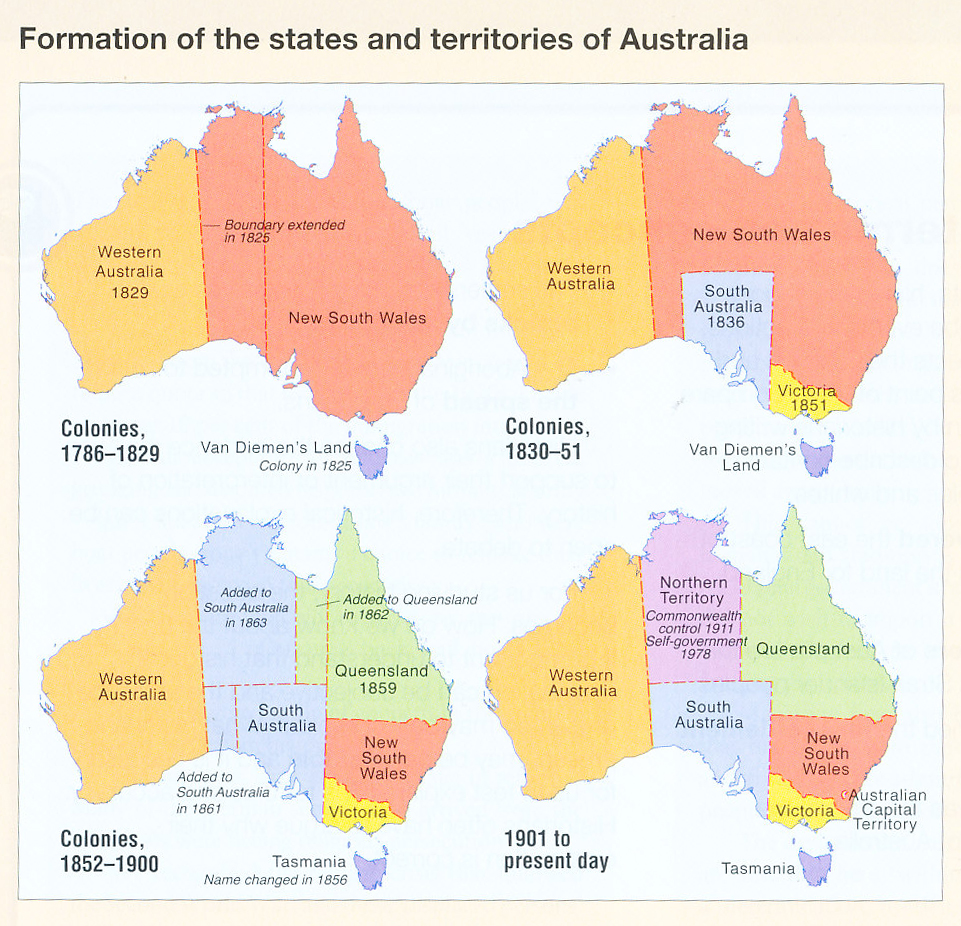 Formation of the states and territories of Australia
Western
Australia
1829
Boundary extended
in 1825
New South Wales
Colonies,
1786–1829
Van Diemen's Land
Colony in 1825
Western
Australia
New South Wales
South
Australia
1836
Victoria
1851
Colonies,
1830–51
Van Diemen's
Land
Added to
South Australia
in 1863
Added to Queensland
in 1862
Western
Australia
Queensland
1859
South
Australia
New
South
Wales
Added to
South Australia
in 1861
Victoria
Colonies,
1852–1900
Tasmania
Name changed in 1856
Northern
Territory
Commonwealth
control 1911
Self-government
1978
Queensland
Western
Australia
South
Australia
New
South
Wales
Victoria
Australian
Capital
Territory
1901 to
present day
Tasmania